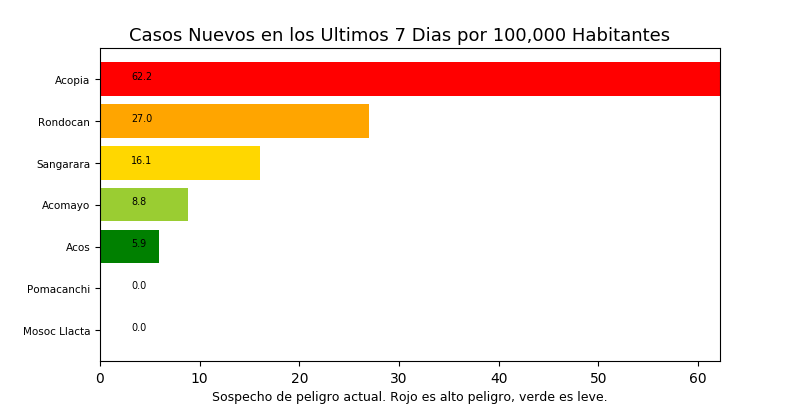 Casos Nuevos en los Ultimos 7 Dias por 100,000 Habitantes
Acopia 62.2
Rondocan 27.0
Sangarara 16.1
Acomayo 8.8
Acos 5.9
Pomacanchi 0.0
Mosoc Llacta 0.0
0 10 20 30 40 50 60
Sospecho de peligro actual. Rojo es alto peligro, verde es leve.